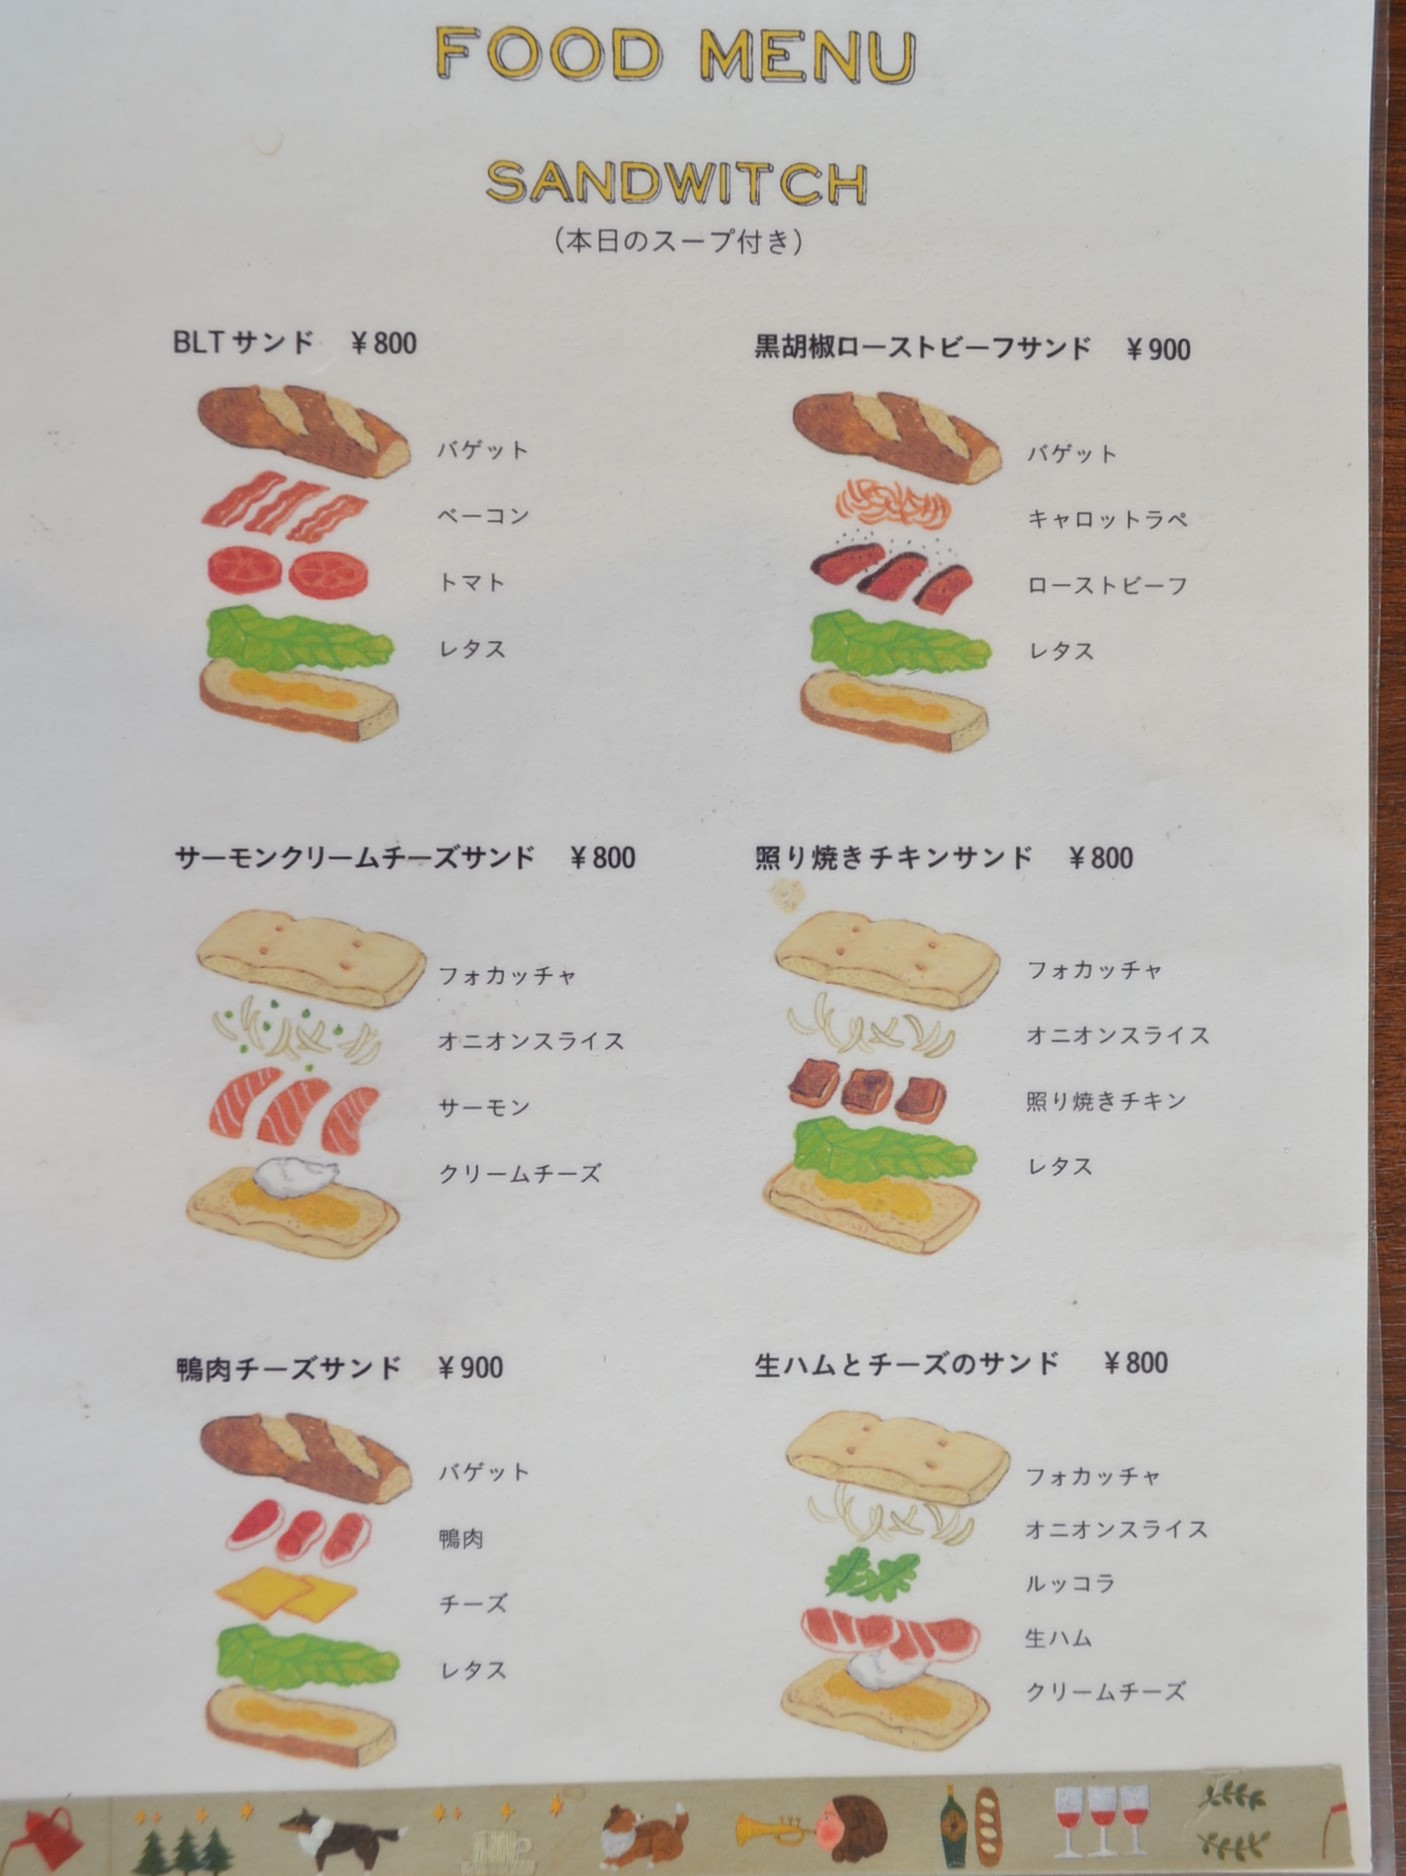 FOOD MENU
SANDWITCH
(本日のスープ付き)
BLTサンド ¥800
バゲット
ベーコン
トマト
レタス
黒胡椒ローストビーフサンド ¥900
バゲット
キャロットラペ
ローストビーフ
レタス
サーモンクリームチーズサンド ¥800
フォカッチャ
オニオンスライス
サーモン
クリームチーズ
照り焼きチキンサンド ¥800
フォカッチャ
オニオンスライス
照り焼きチキン
レタス
鴨肉チーズサンド ¥900
バゲット
鴨肉
チーズ
レタス
生ハムとチーズのサンド ¥800
フォカッチャ
オニオンスライス
ルッコラ
生ハム
クリームチーズ